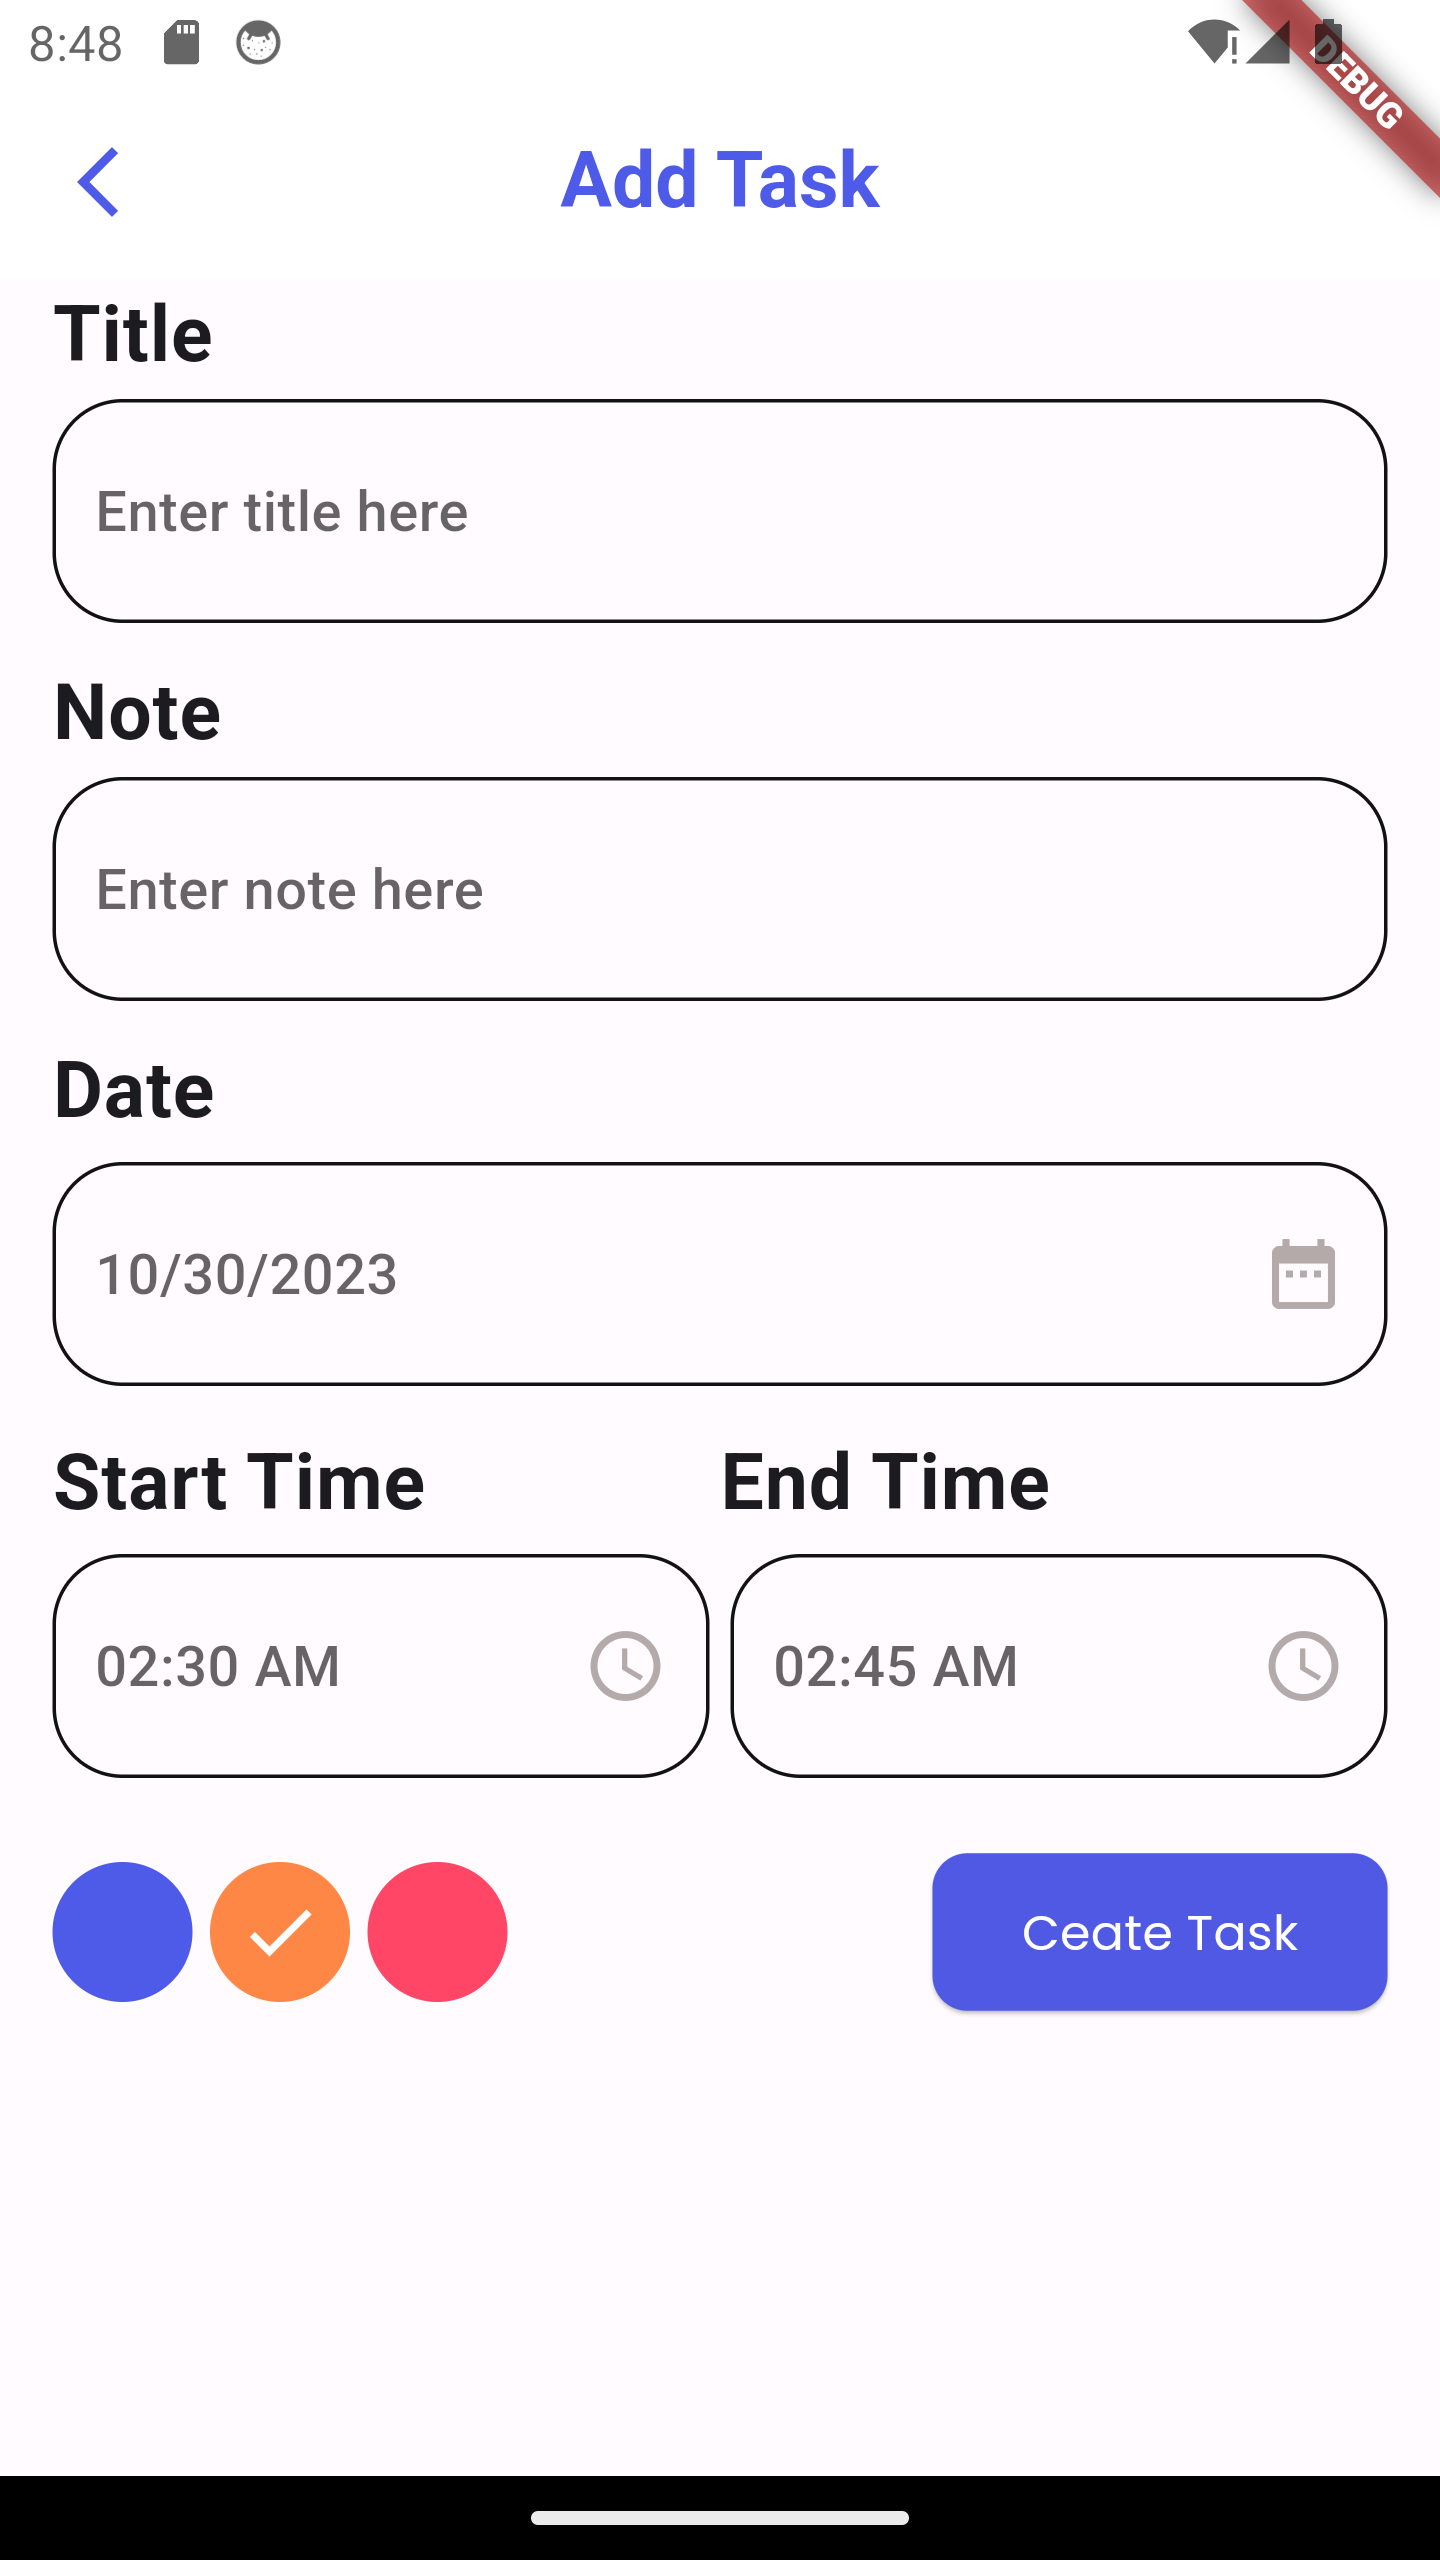 8:48
DEBUG
Add Task
Title
Enter title here
Note
Enter note here
Date
10/30/2023
Start Time End Time
02:30 AM 02:45 AM
Ceate Task